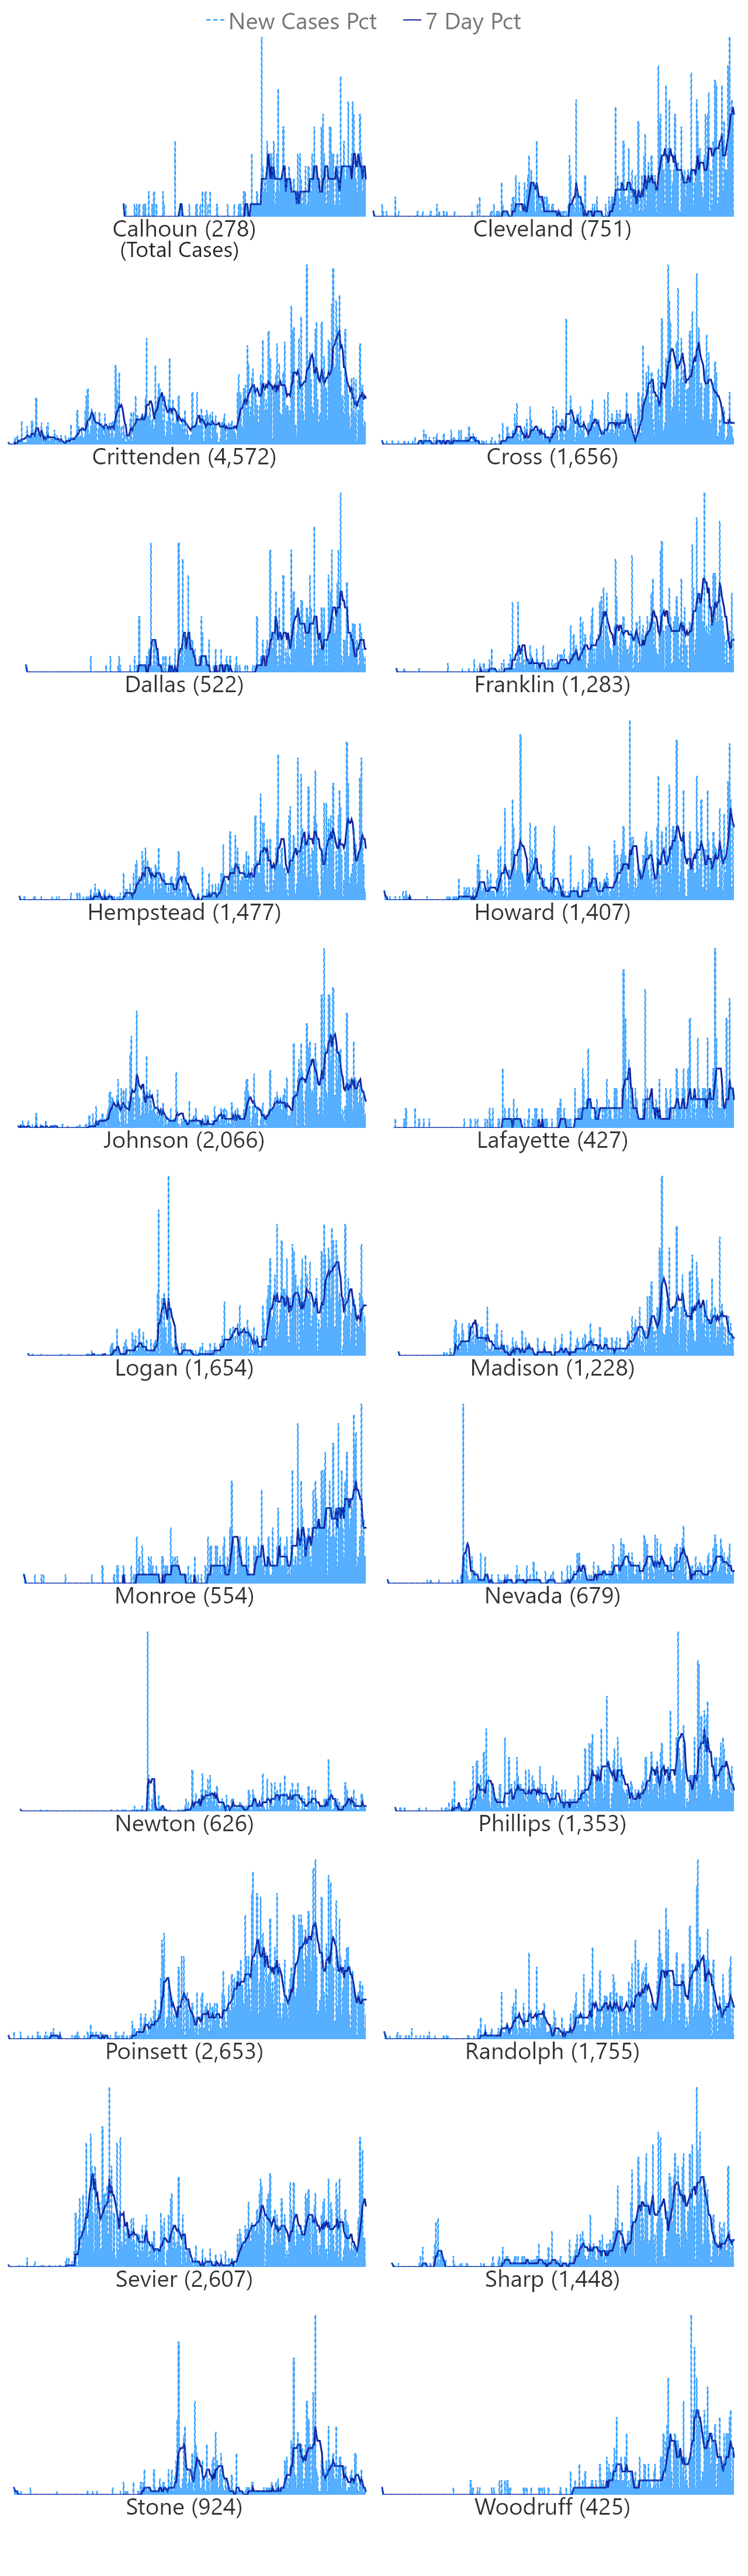 New Cases Pct 7 Day Pct
Calhoun (278) Cleveland (751)
(Total Cases)
Crittenden (4,572) Cross (1,656)
Dallas (522) Franklin (1,283)
Hempstead (1,477) Howard (1,407)
Johnson (2,066) Lafayette (427)
Logan (1,654) Madison (1,228)
Monroe (554) Nevada (679)
Newton (626) Phillips (1,353)
Poinsett (2,653) Randolph (1,755)
Sevier (2,607) Sharp (1,448)
Stone (924) Woodruff (425)